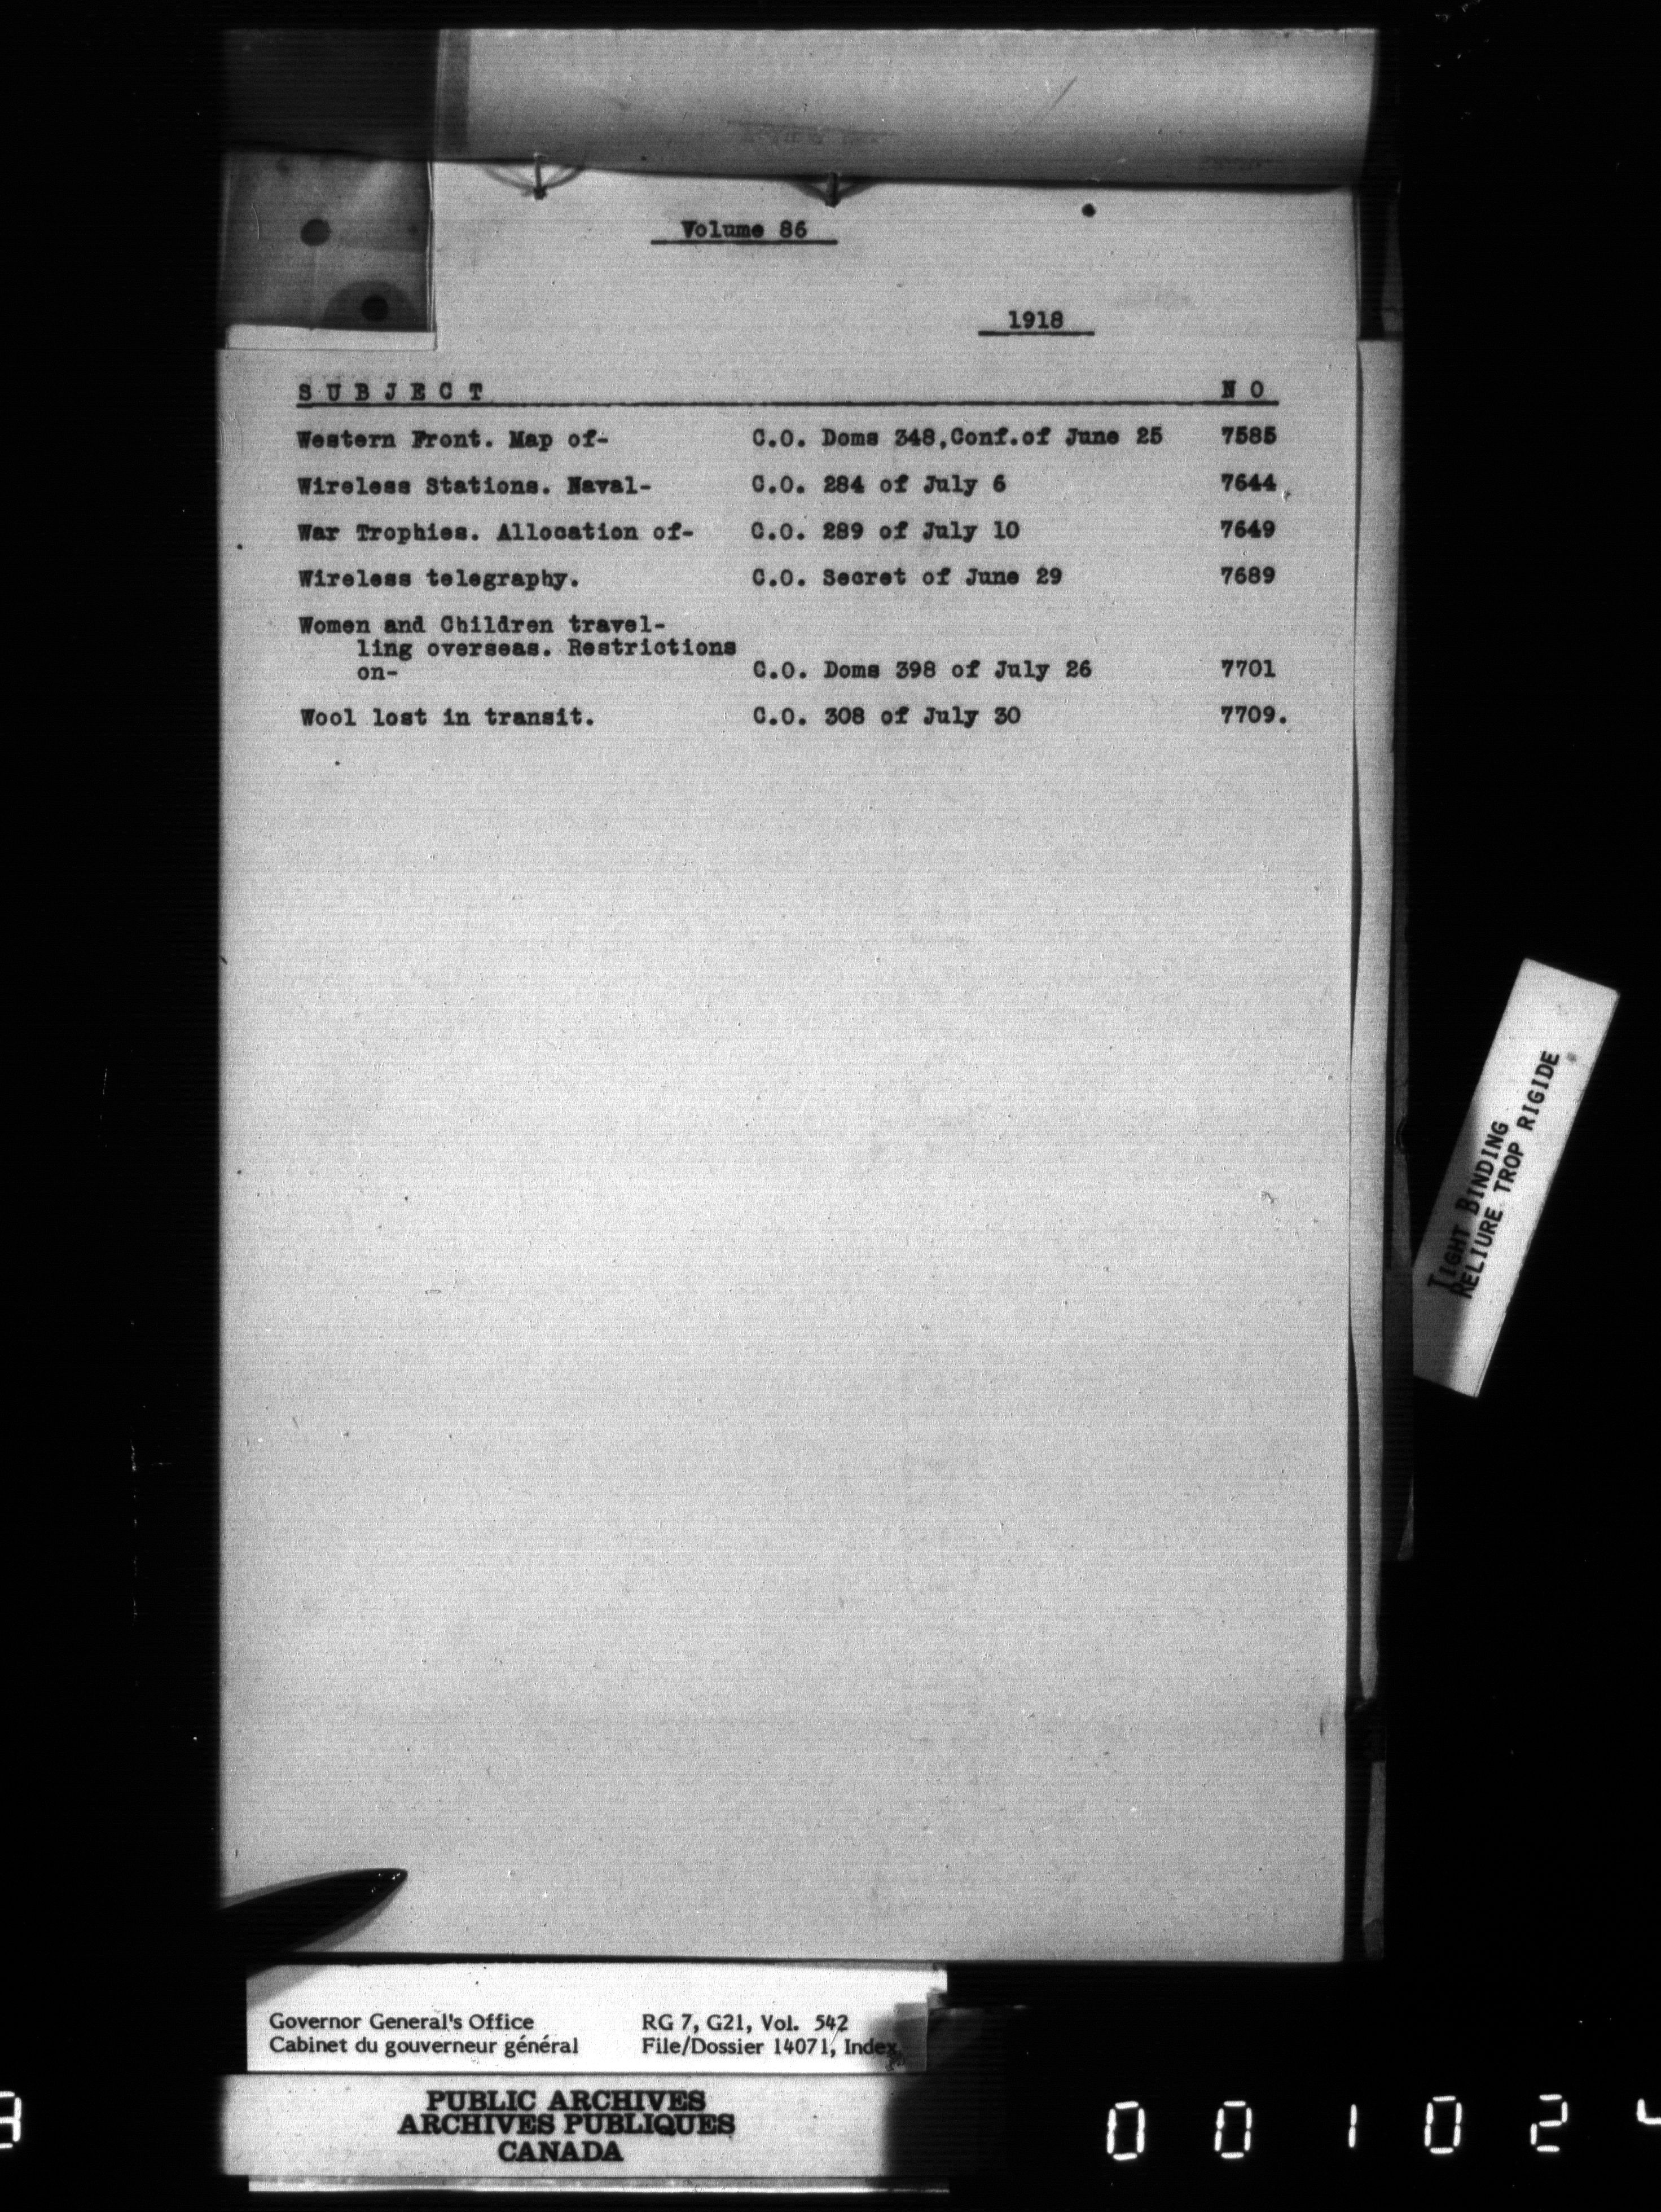 Volume 86
1918
SUBJECT NO
Western Front. Map of- C.O. Doms 348,Conf.of June 25 7585
Wireless Stations. Naval- C.O. 284 of July 6 7644
War Trophies. Allocation of- C.O. 289 of July 10 7649
Wireless telegraphy. C.O. Secret of June 29 7689
Women and Children travel-
ling overseas. Restrictions
on- C.O. Doms 398 of July 26 7701
Wool lost in transit. C.O. 308 of July 30 7709.
TIGHT BINDING
RELIURE TROP RIGIDE
Governor General's Office RG 7, G21, Vol. 542
Cabinet du gouverneur général File/Dossier 14071, Index
PUBLIC ARCHIVES
ARCHIVES PUBLIQUES
CANADA
0 0 1 0 2 4